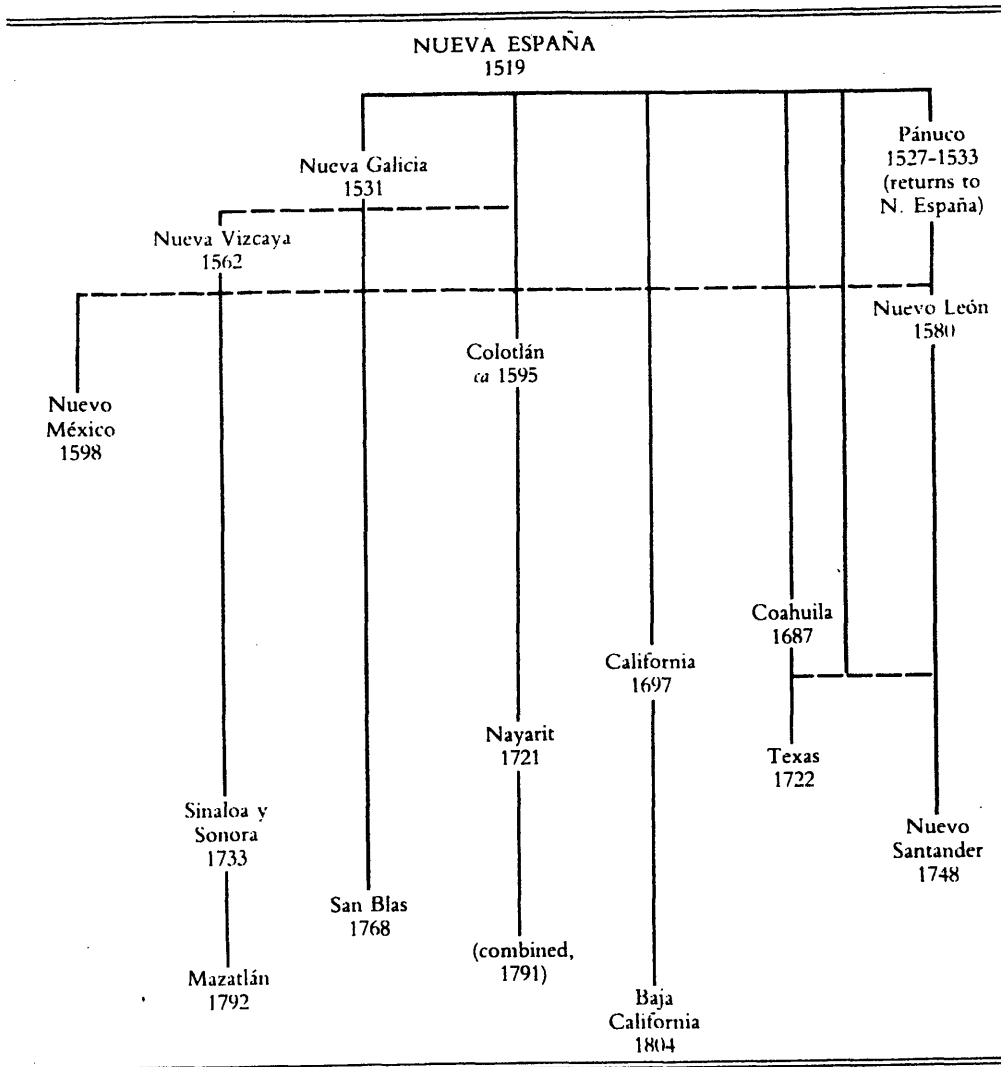 NUEVA ESPAÑA
1519
Pánuco
1527-1533
(returns to
N. España)
Nueva Galicia
1531
Nueva Vizcaya
1562
Nuevo León
1580
Colotlán
ca 1595
Nuevo
México
1598
Coahuila
1687
California
1697
Nayarit
1721
Texas
1722
Sinaloa y
Sonora
1733
Nuevo
Santander
1748
San Blas
1768
(combined,
1791)
Mazatlán
1792
Baja
California
1804